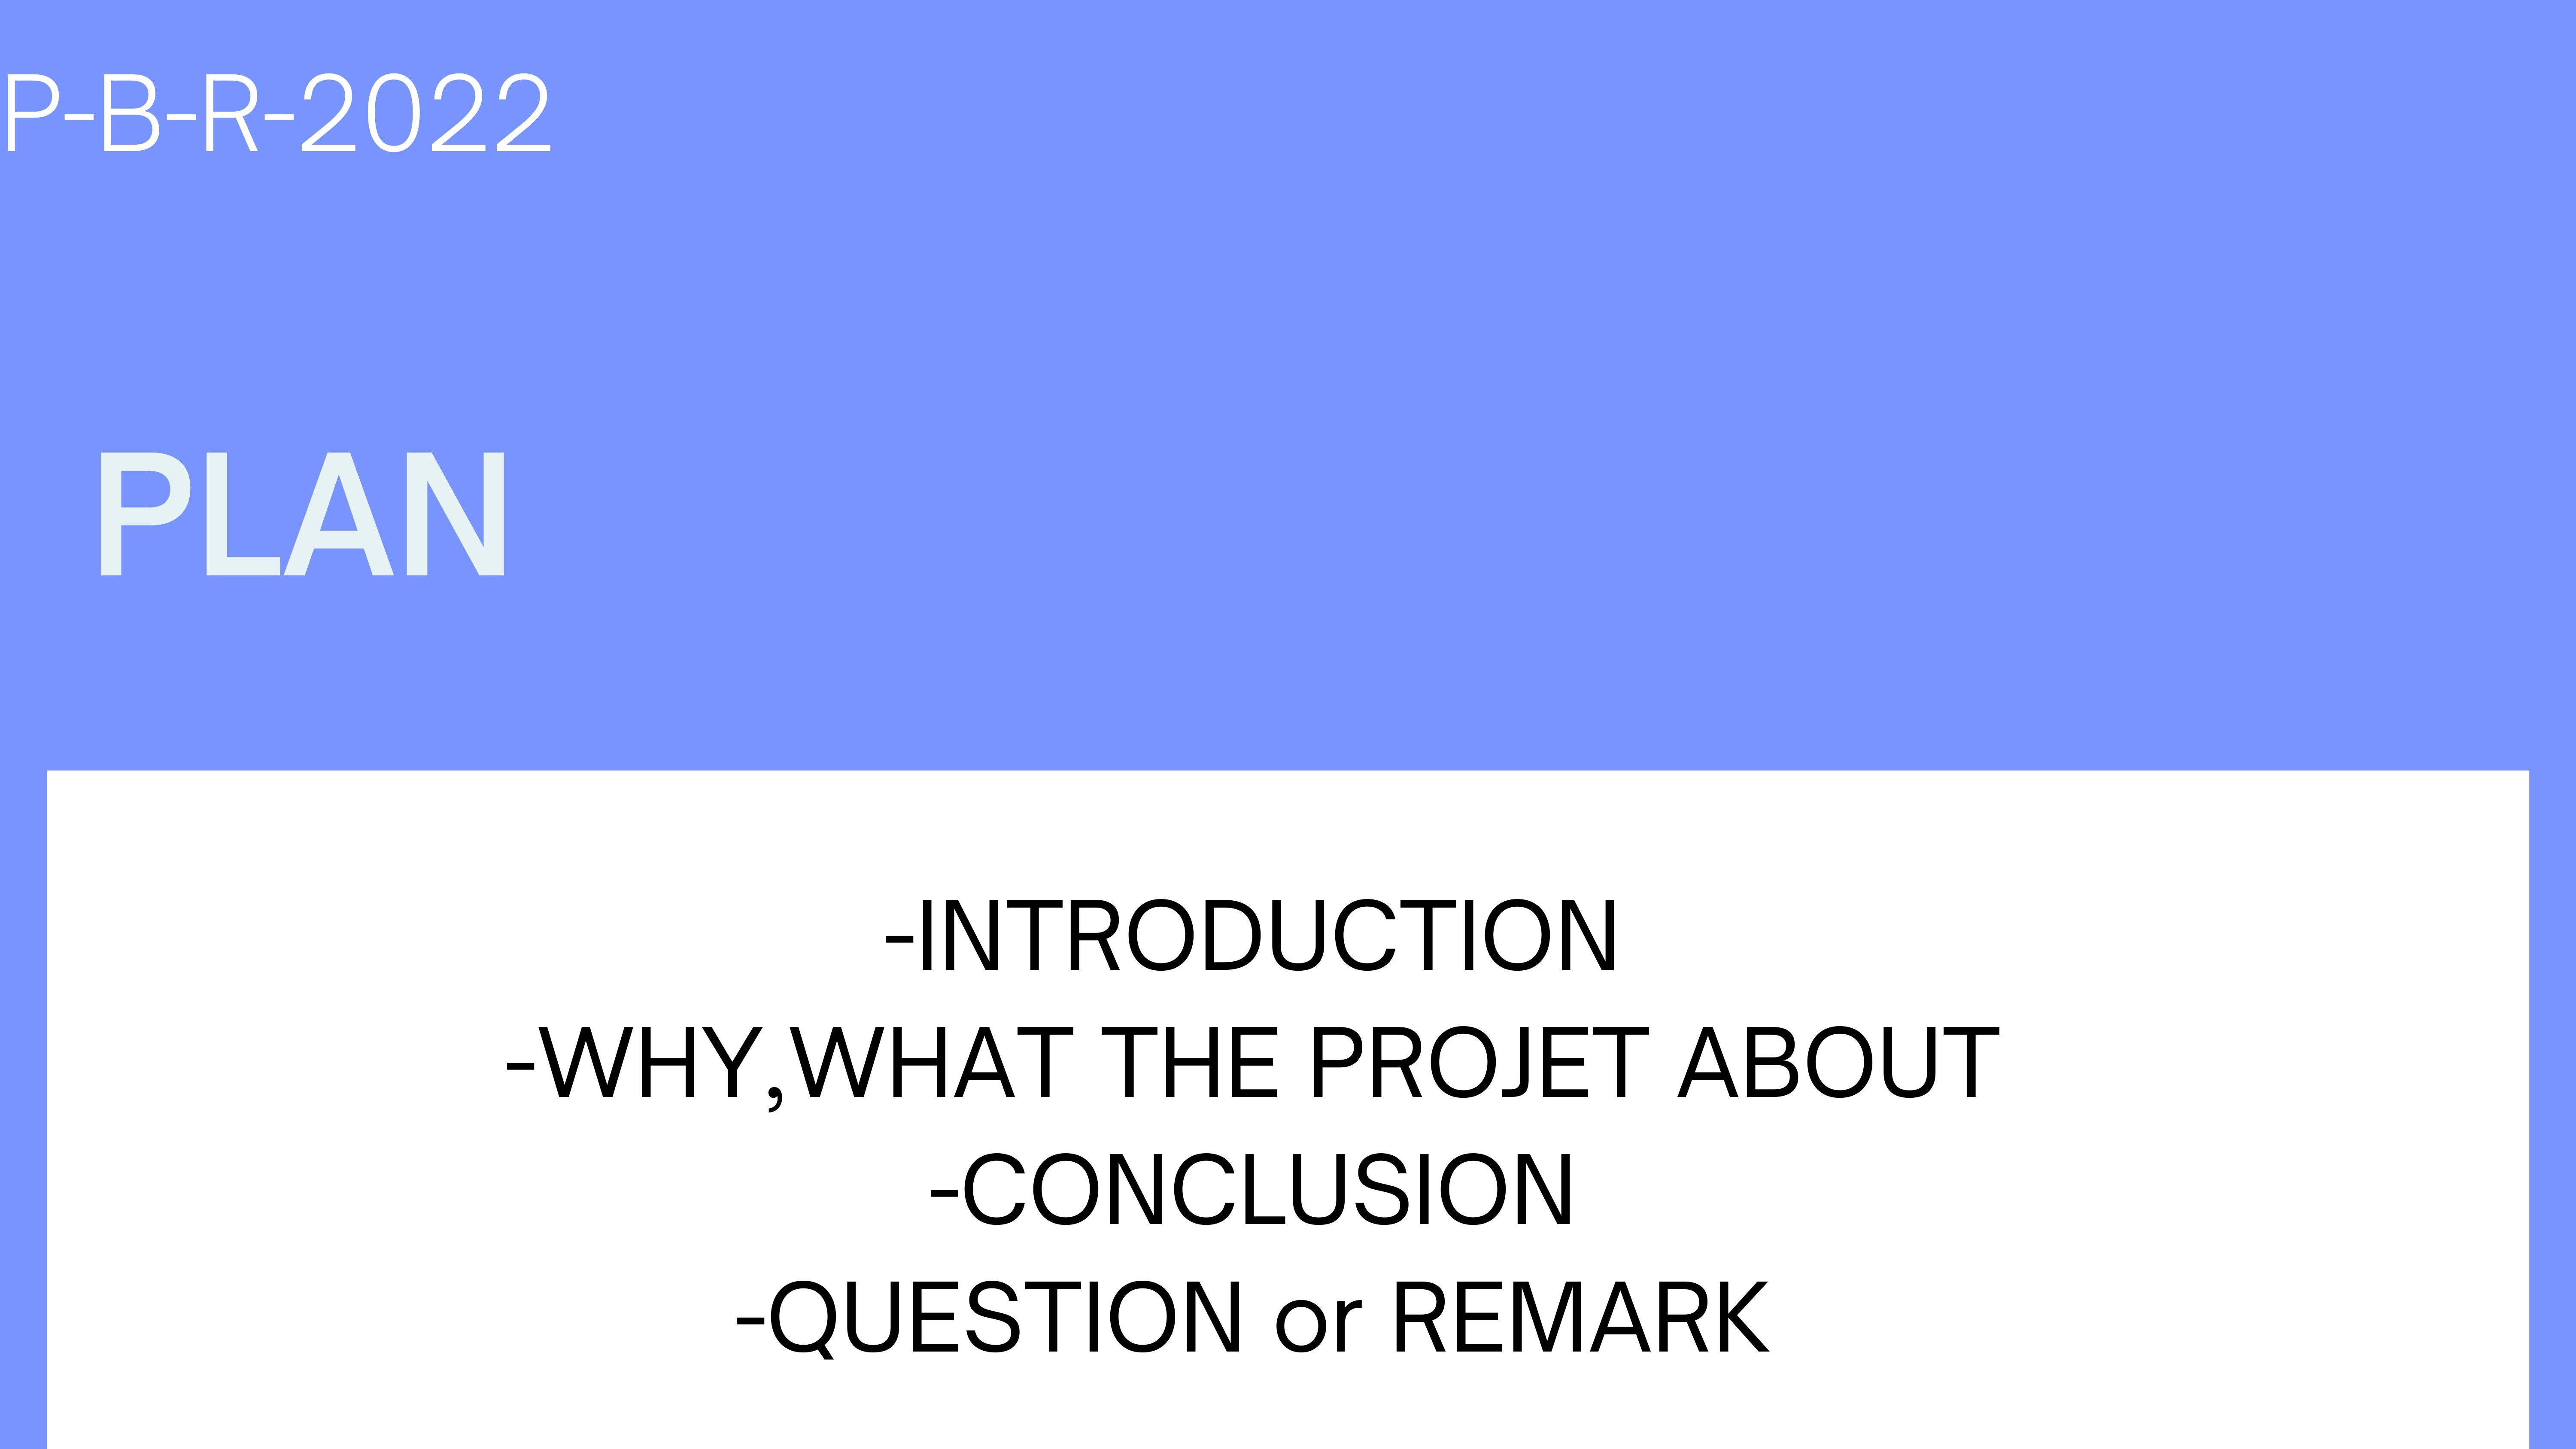 P-B-R-2022
PLAN
-INTRODUCTION
-WHY,WHAT THE PROJET ABOUT
-CONCLUSION
-QUESTION or REMARK